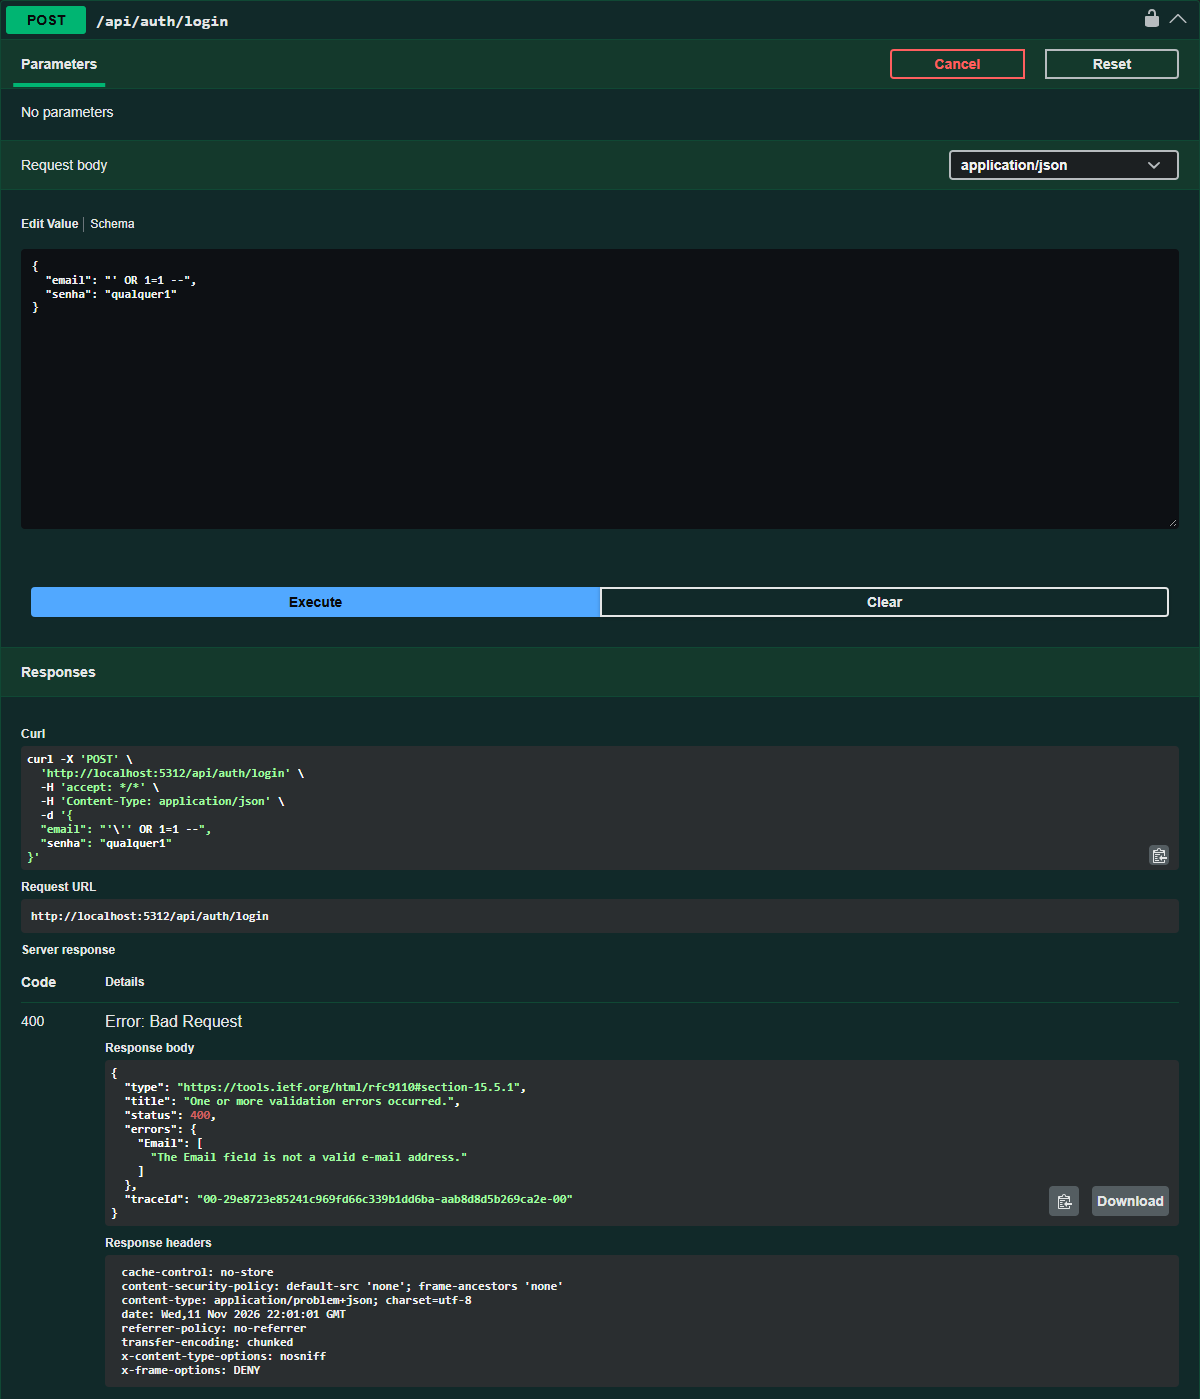 POST /api/auth/login
Parameters
Cancel
Reset
No parameters
Request body
application/json
Edit Value | Schema
{
  "email": "' OR 1=1 --",
  "senha": "qualquer1"
}
Execute
Clear
Responses
Curl
curl -X 'POST' \
  'http://localhost:5312/api/auth/login' \
  -H 'accept: */*' \
  -H 'Content-Type: application/json' \
  -d '{
  "email": "'\'' OR 1=1 --",
  "senha": "qualquer1"
}'
Request URL
http://localhost:5312/api/auth/login
Server response
Code Details
400 Error: Bad Request
Response body
{
  "type": "https://tools.ietf.org/html/rfc9110#section-15.5.1",
  "title": "One or more validation errors occurred.",
  "status": 400,
  "errors": {
    "Email": [
      "The Email field is not a valid e-mail address."
    ]
  },
  "traceId": "00-29e8723e85241c969fd66c339b1dd6ba-aab8d8d5b269ca2e-00"
}
Download
Response headers
cache-control: no-store
content-security-policy: default-src 'none'; frame-ancestors 'none'
content-type: application/problem+json; charset=utf-8
date: Wed,11 Nov 2026 22:01:01 GMT
referrer-policy: no-referrer
transfer-encoding: chunked
x-content-type-options: nosniff
x-frame-options: DENY